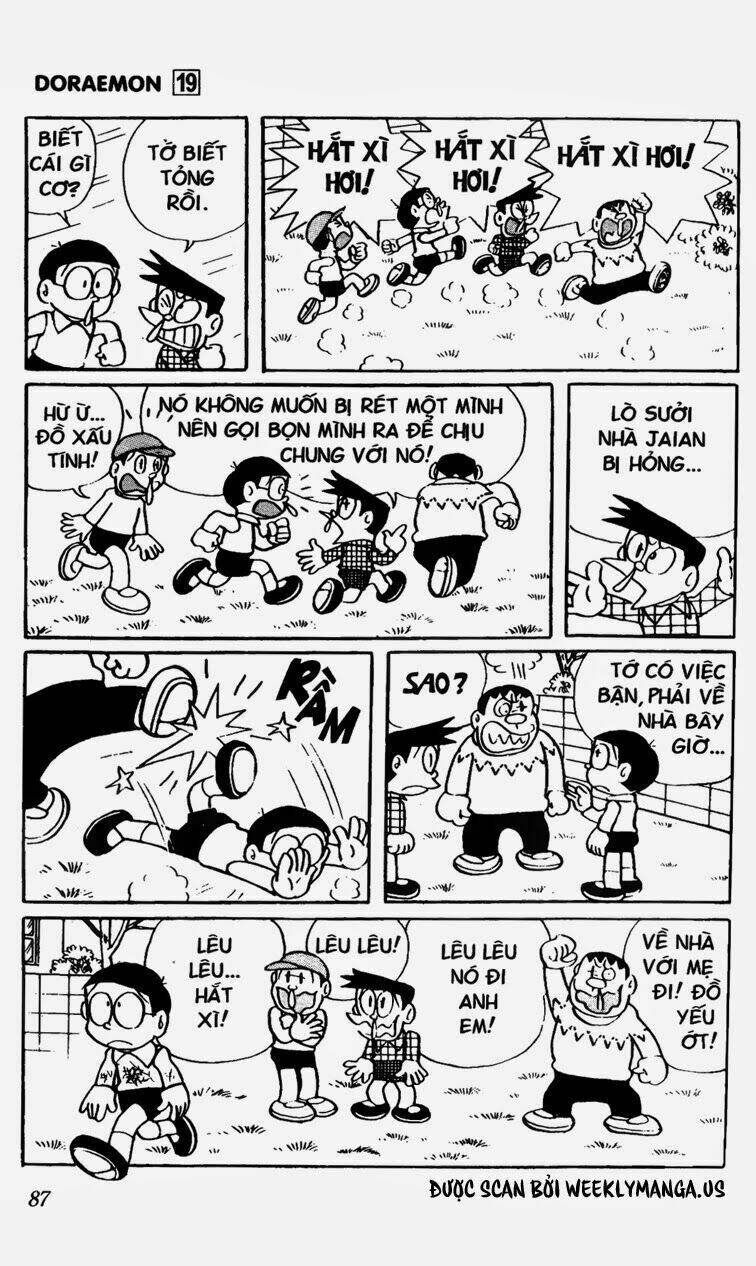 DORAEMON 19
BIẾT
CÁI GÌ
CƠ?
TỜ BIẾT
TỎNG
RỒI.
HẮT XÌ
HƠI!
HẮT XÌ
HƠI!
HẮT XÌ HƠI!
HỪ Ừ...
ĐỒ XẤU
TÍNH!
NÓ KHÔNG MUỐN BỊ RÉT MỘT MÌNH
NÊN GỌI BỌN MÌNH RA ĐỂ CHỊU
CHUNG VỚI NÓ!
LÒ SƯỞI
NHÀ JAIAN
BỊ HỎNG...
RẦM
SAO?
TỚ CÓ VIỆC
BẬN, PHẢI VỀ
NHÀ BÂY
GIỜ...
LÊU
LÊU...
HẮT
XÌ!
LÊU LÊU!
LÊU LÊU
NÓ ĐI
ANH
EM!
VỀ NHÀ
VỚI MẸ
ĐI! ĐỒ
YẾU
ỚT!
87
ĐƯỢC SCAN BỞI WEEKLYMANGA.US